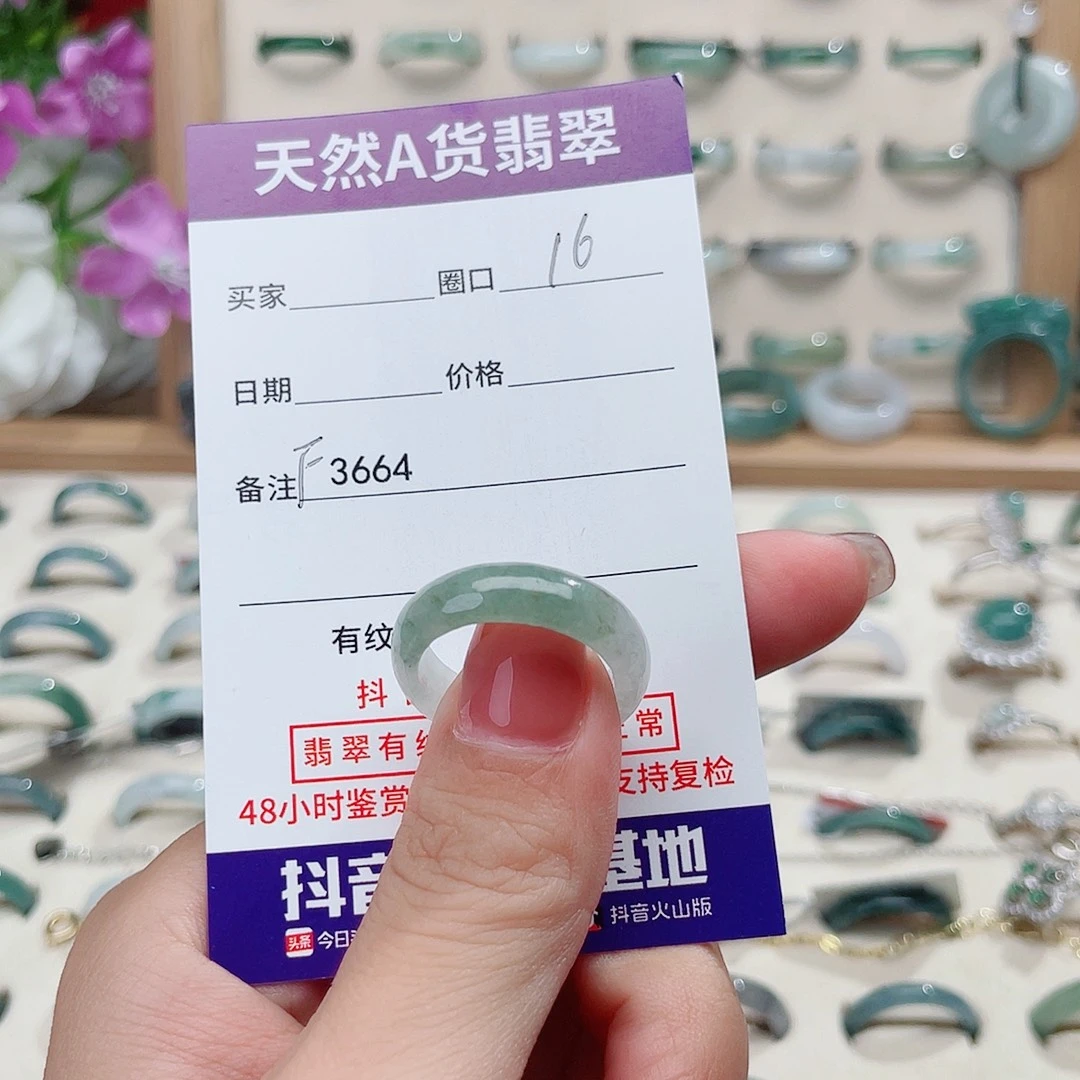 天然A货翡翠
买家 圈口 16
日期 价格
备注 F 3664
有纹
抖
翡翠有 常
48小时鉴赏 支持复检
抖音 基地
头条 今日 抖音火山版